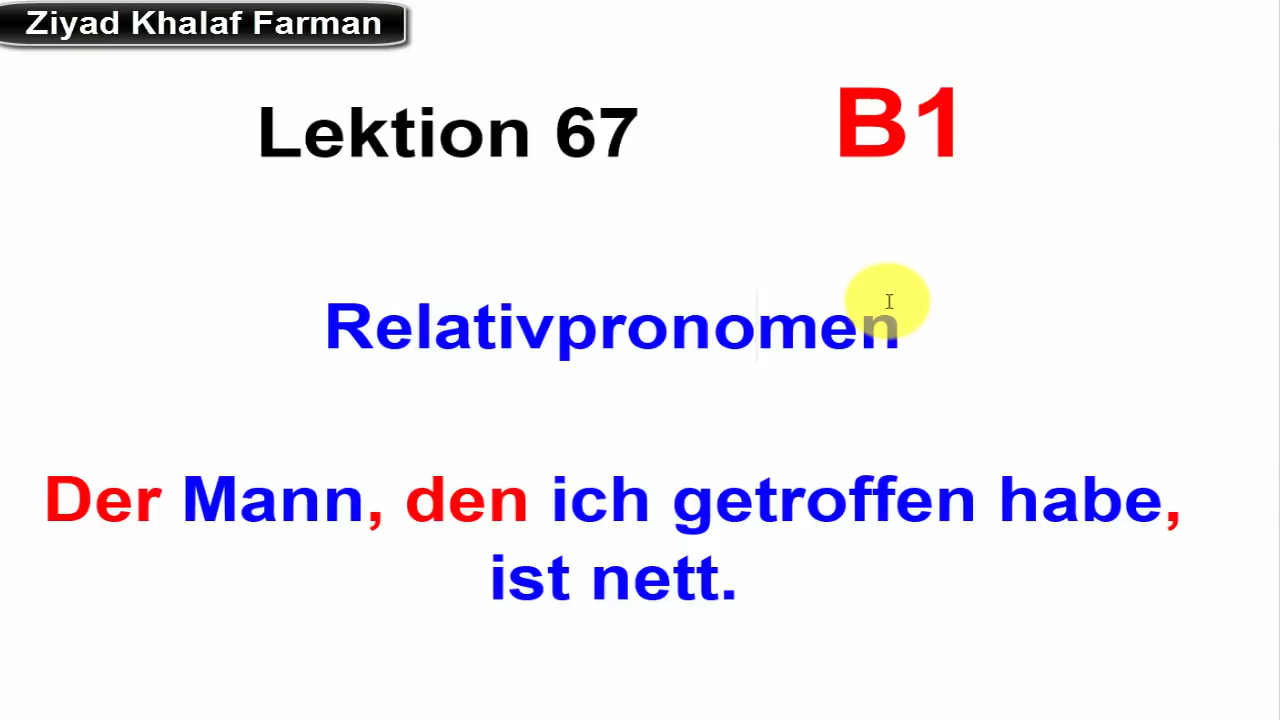 Ziyad Khalaf Farman
Lektion 67 B1
Relativpronomen
Der Mann, den ich getroffen habe,
ist nett.